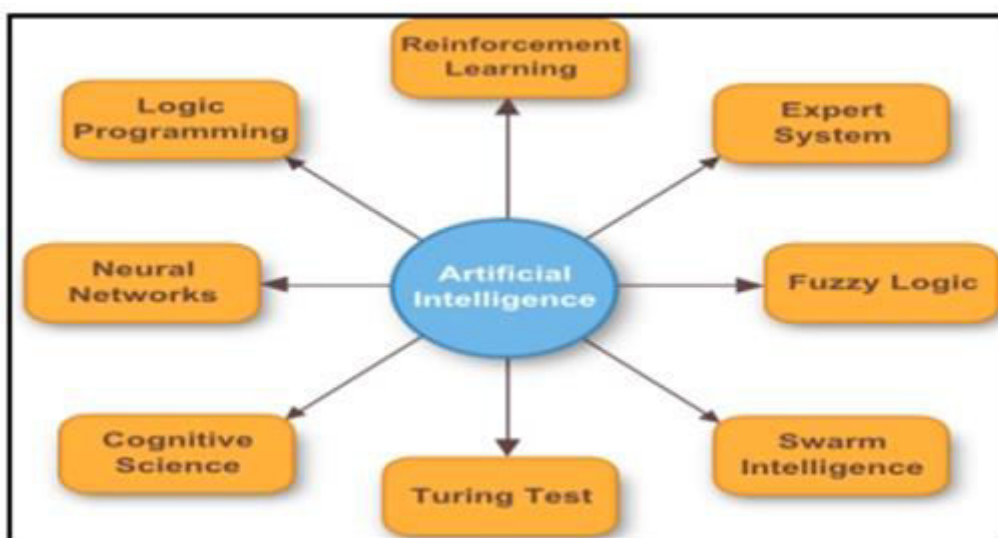 Reinforcement
Learning
Logic
Programming
Expert
System
Neural
Networks
Artificial
Intelligence
Fuzzy Logic
Cognitive
Science
Turing Test
Swarm
Intelligence